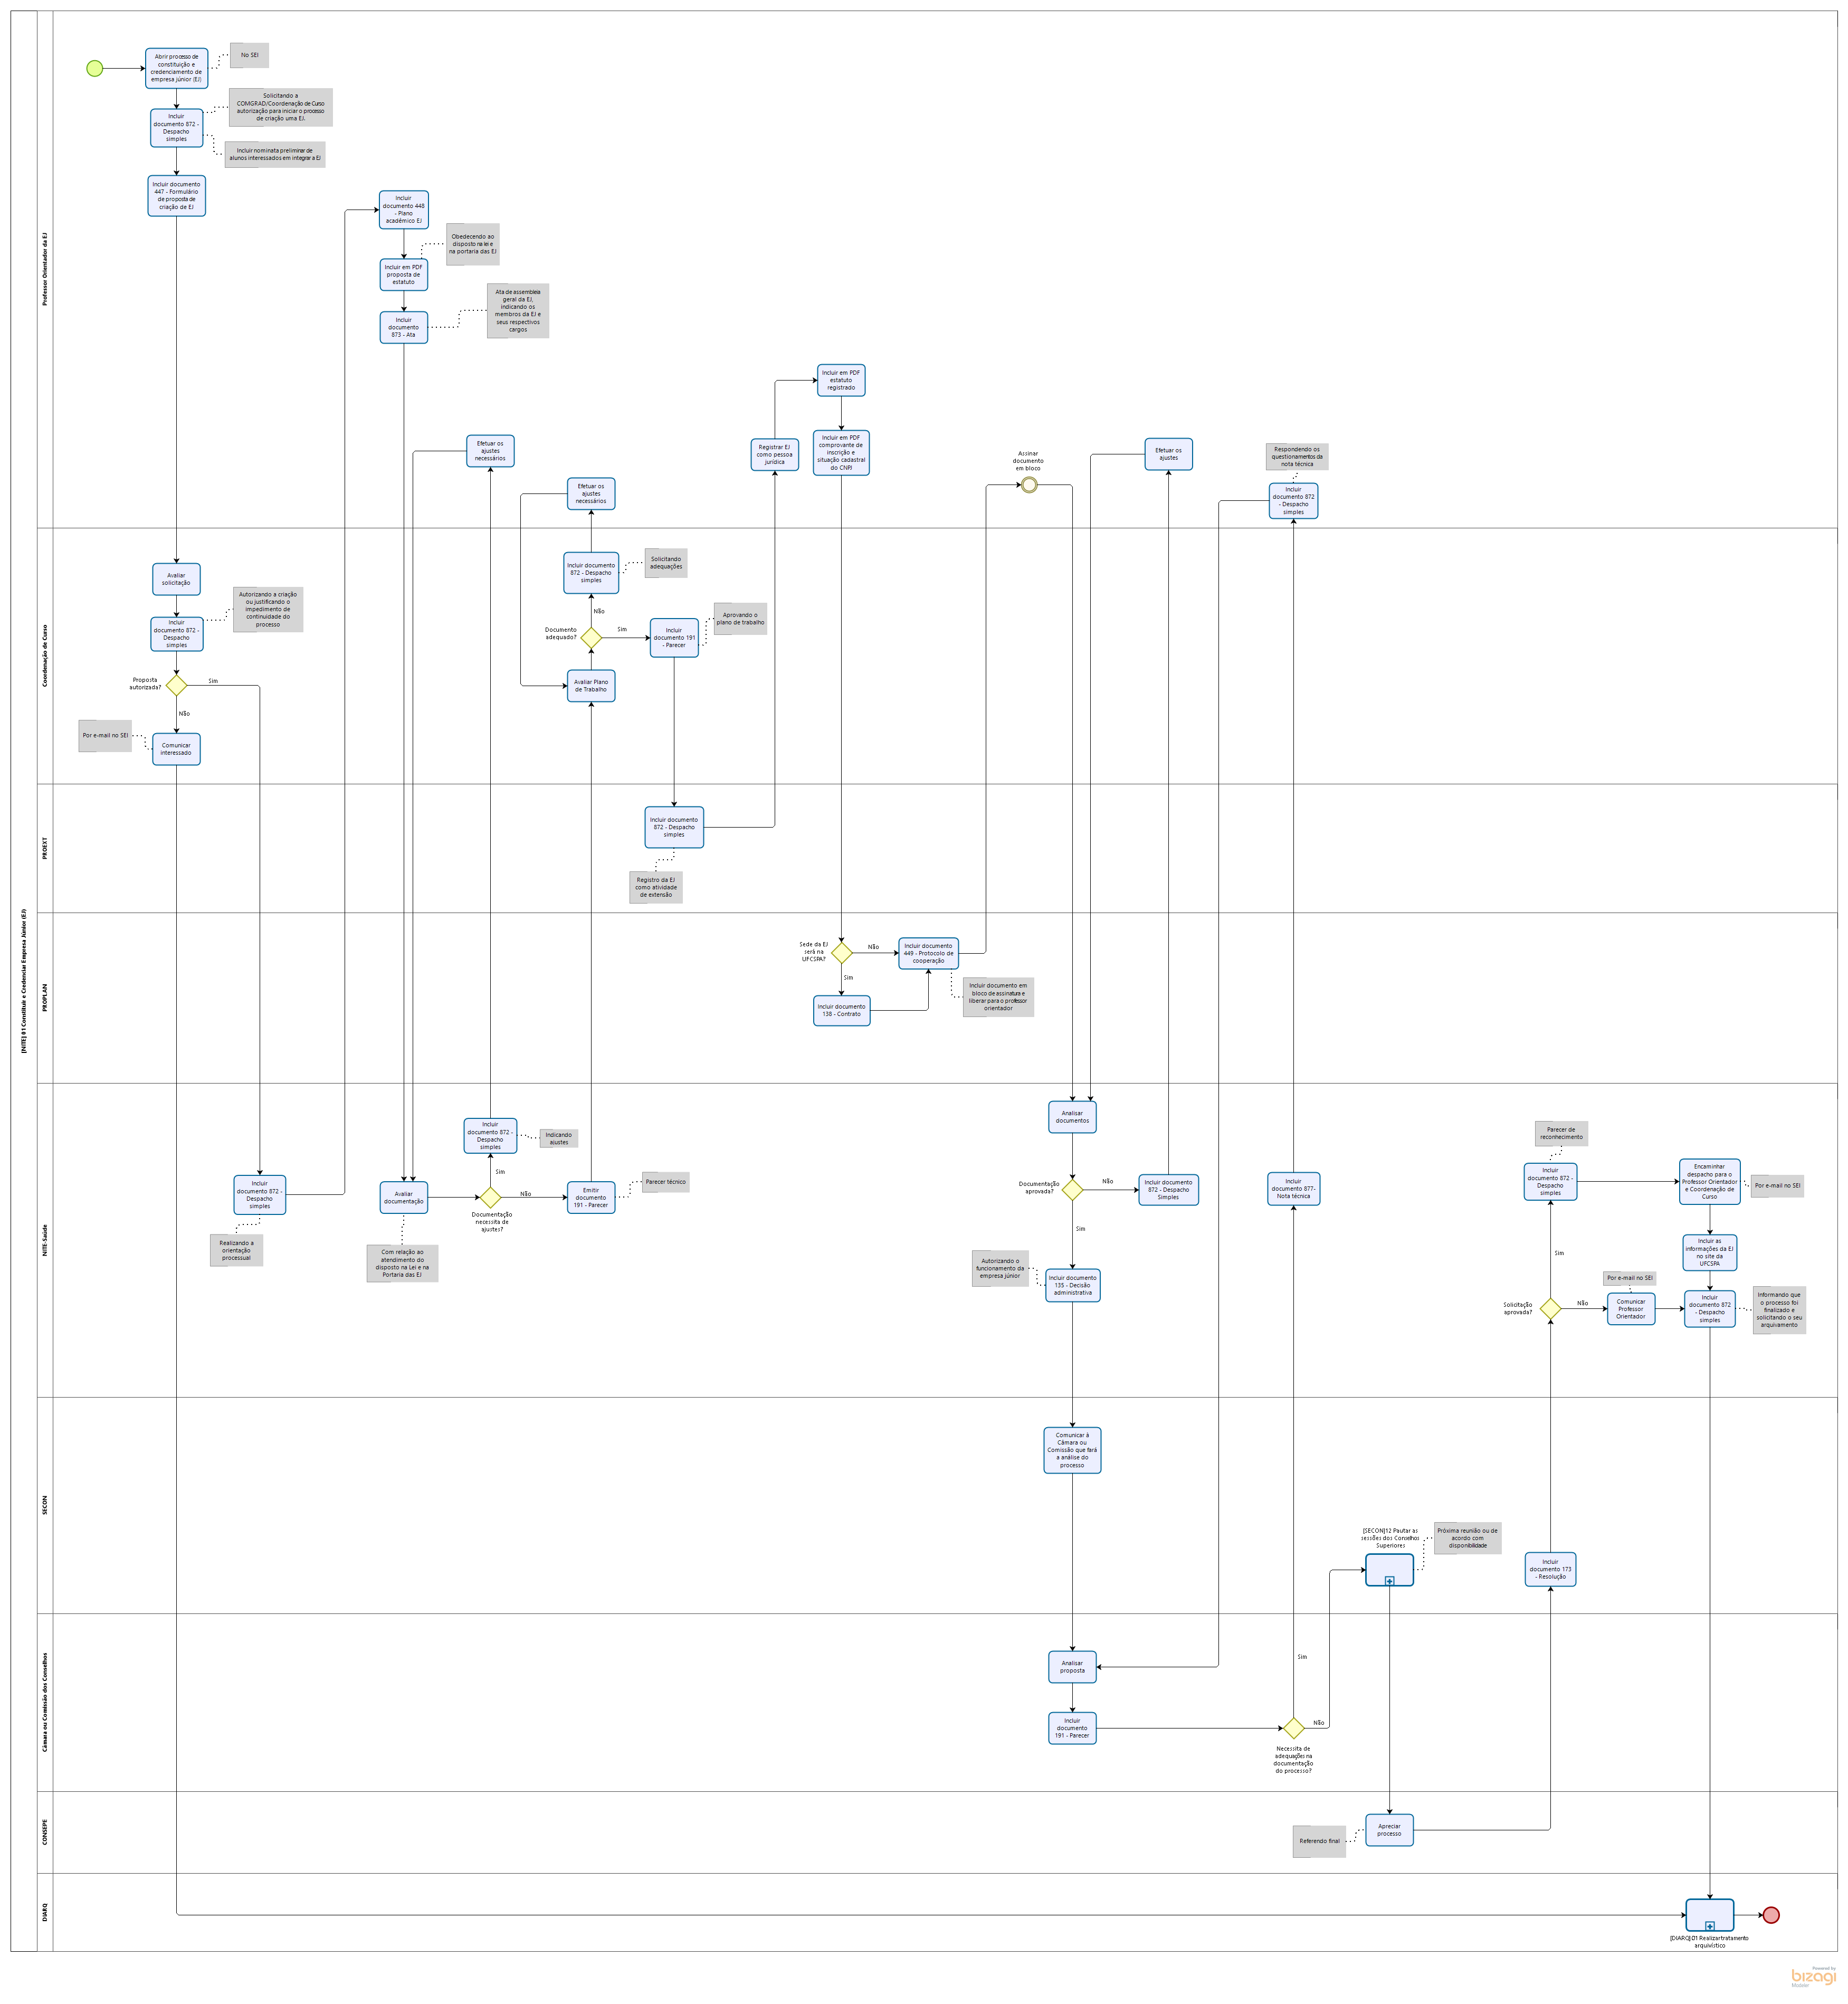 [NITE] 01 Constituir e Credenciar Empresa Júnior (EJ)
Professor Orientador da EJ
Abrir processo de
constituição e
credenciamento de
empresa júnior (EJ)
No SEI
Incluir
documento 872 -
Despacho
simples
Solicitando a
COMGRAD/Coordenação de Curso
autorização para iniciar o processo
de criação uma EJ.
Incluir nominata preliminar de
alunos interessados em integrar a EJ
Incluir documento
447 - Formulário
de proposta de
criação de EJ
Incluir
documento 448
- Plano
acadêmico EJ
Obedecendo ao
disposto na lei e
na portaria das EJ
Incluir em PDF
proposta de
estatuto
Ata de assembleia
geral da EJ,
indicando os
membros da EJ e
seus respectivos
cargos
Incluir
documento
873 - Ata
Incluir em PDF
estatuto
registrado
Efetuar os
ajustes
necessários
Efetuar os
ajustes
necessários
Registrar EJ
como pessoa
jurídica
Incluir em PDF
comprovante de
inscrição e
situação cadastral
do CNPJ
Assinar
documento
em bloco
Efetuar os
ajustes
Respondendo os
questionamentos da
nota técnica
Incluir
documento 872
- Despacho
simples
Coordenação de Curso
Avaliar
solicitação
Incluir
documento 872 -
Despacho
simples
Autorizando a criação
ou justificando o
impedimento de
continuidade do
processo
Proposta
autorizada?
Sim
Não
Por e-mail no SEI
Comunicar
interessado
Incluir documento
872 - Despacho
simples
Solicitando
adequações
Não
Documento
adequado?
Sim
Incluir
documento 191
- Parecer
Aprovando o
plano de trabalho
Avaliar Plano
de Trabalho
PROEXT
Incluir documento
872 - Despacho
simples
Registro da EJ
como atividade
de extensão
PROPLAN
Sede da EJ
será na
UFCSPA?
Não
Sim
Incluir documento
449 - Protocolo de
cooperação
Incluir documento
138 - Contrato
Incluir documento em
bloco de assinatura e
liberar para o professor
orientador
NITE-Saúde
Incluir
documento 872 -
Despacho
simples
Realizando a
orientação
processual
Avaliar
documentação
Com relação ao
atendimento do
disposto na Lei e na
Portaria das EJ
Incluir
documento 872 -
Despacho
simples
Indicando
ajustes
Sim
Não
Documentação
necessita de
ajustes?
Emitir
documento
191 - Parecer
Parecer técnico
Analisar
documentos
Documentação
aprovada?
Não
Sim
Incluir documento
872 - Despacho
Simples
Autorizando o
funcionamento da
empresa júnior
Incluir documento
135 - Decisão
administrativa
Incluir
documento 877-
Nota técnica
Parecer de
reconhecimento
Incluir
documento 872 -
Despacho
simples
Encaminhar
despacho para o
Professor Orientador
e Coordenação de
Curso
Por e-mail no SEI
Incluir as
informações da EJ
no site da
UFCSPA
Sim
Solicitação
aprovada?
Não
Por e-mail no SEI
Comunicar
Professor
Orientador
Incluir
documento 872
- Despacho
simples
Informando que
o processo foi
finalizado e
solicitando o seu
arquivamento
SECON
Comunicar à
Câmara ou
Comissão que fará
a análise do
processo
[SECON]12 Pautar as
sessões dos Conselhos
Superiores
Próxima reunião ou de
acordo com
disponibilidade
Incluir
documento 173
- Resolução
Câmara ou Comissão dos Conselhos
Analisar
proposta
Incluir
documento
191 - Parecer
Sim
Não
Necessita de
adequações na
documentação
do processo?
CONSEPE
Referendo final
Apreciar
processo
DIARQ
[DIARQ] 01 Realizar tratamento
arquivístico
Powered by
bizagi
Modeler